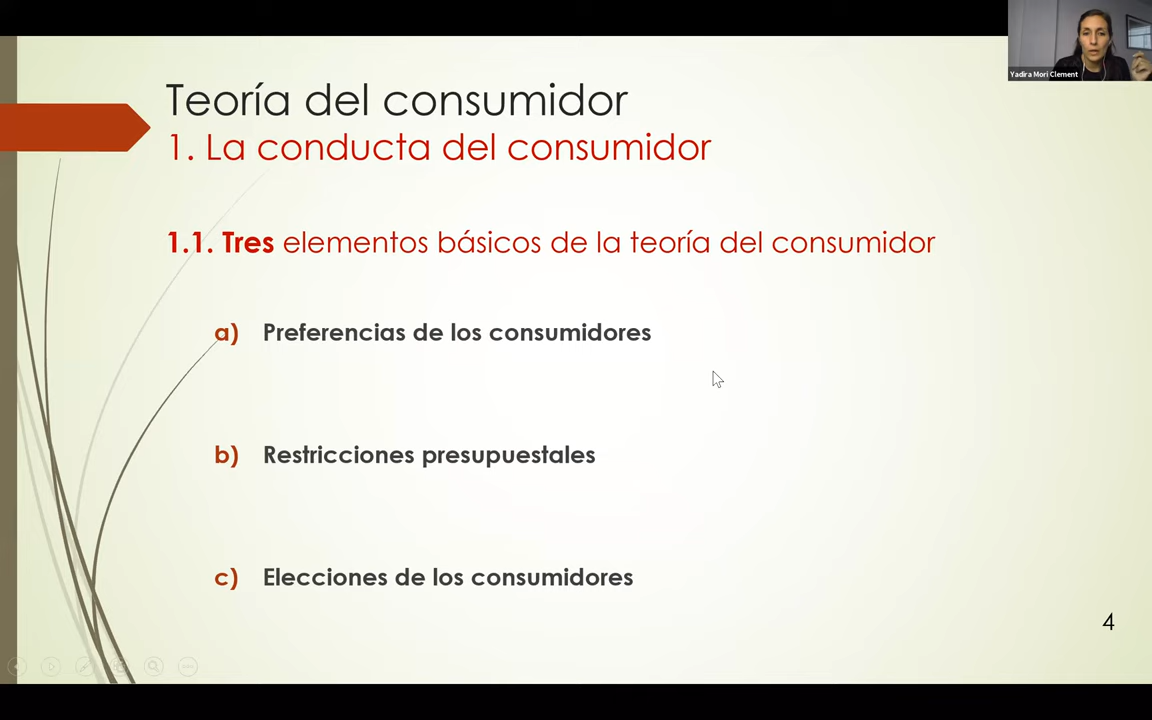 Yadira Mori Clement
Teoría del consumidor
1. La conducta del consumidor
1.1. Tres elementos básicos de la teoría del consumidor
a) Preferencias de los consumidores
b) Restricciones presupuestales
c) Elecciones de los consumidores
4